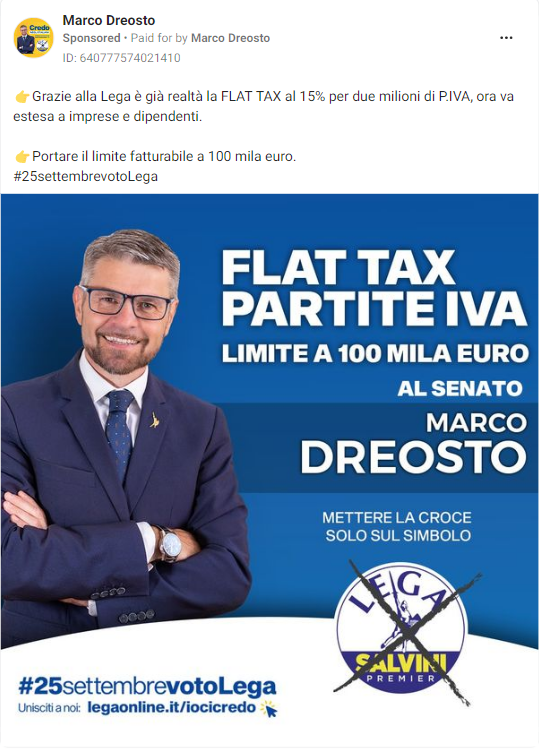 Marco Dreosto
Sponsored • Paid for by Marco Dreosto
ID: 640777574021410
👉Grazie alla Lega è già realtà la FLAT TAX al 15% per due milioni di P.IVA, ora va
estesa a imprese e dipendenti.
👉Portare il limite fatturabile a 100 mila euro.
#25settembrevotoLega
FLAT TAX
PARTITE IVA
LIMITE A 100 MILA EURO
AL SENATO
MARCO
DREOSTO
METTERE LA CROCE
SOLO SUL SIMBOLO
LEGA
SALVINI
PREMIER
#25settembrevotoLega
Unisciti a noi: legaonline.it/iocicredo